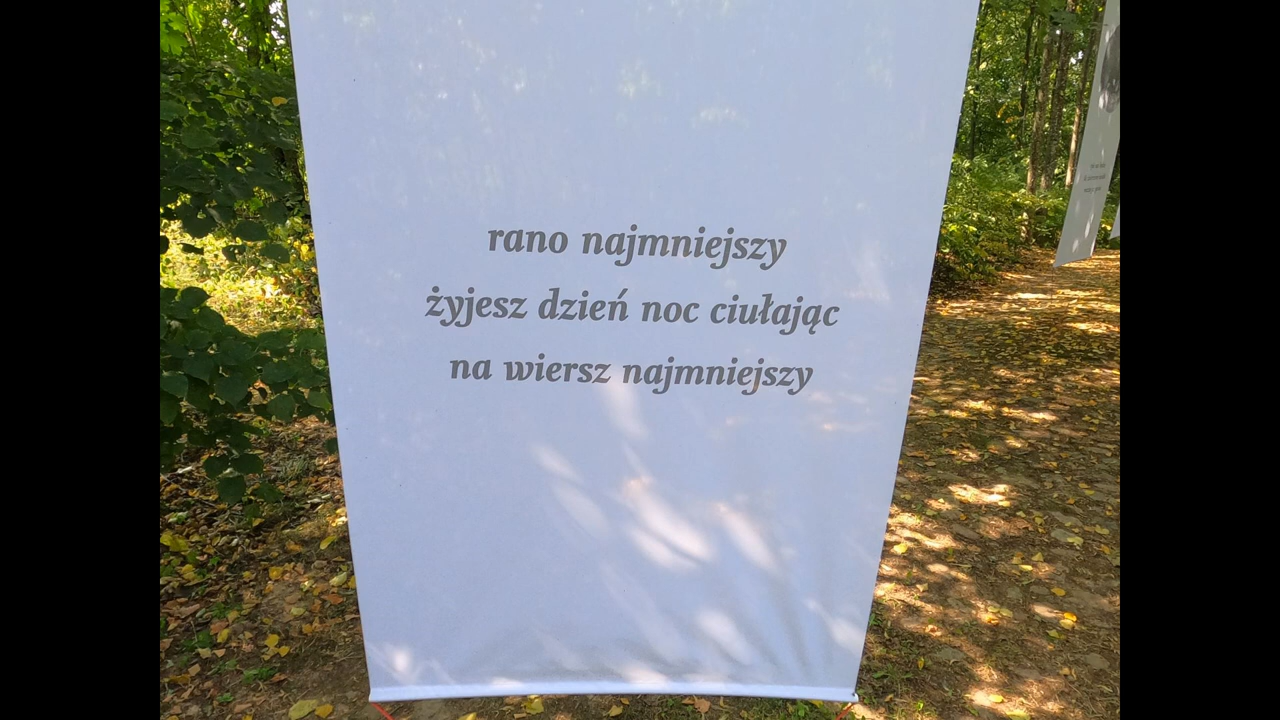 rano najmniejszy
żyjesz dzień noc ciułając
na wiersz najmniejszy